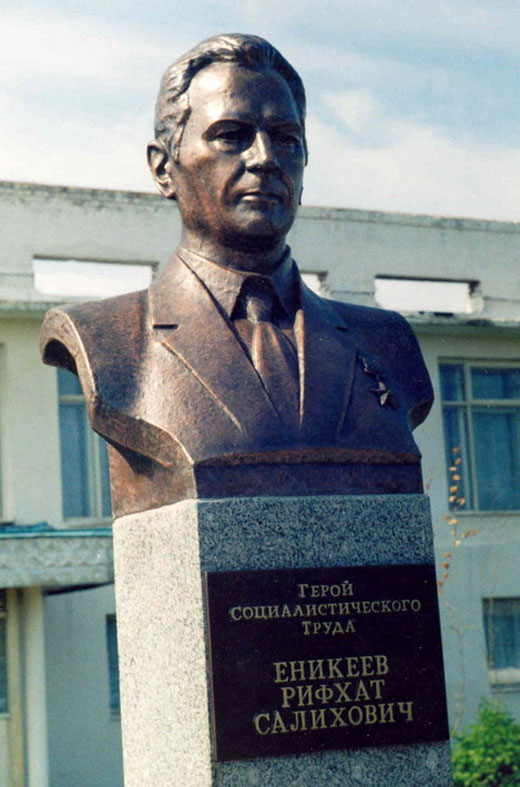 ГЕРОЙ
СОЦИАЛИСТИЧЕСКОГО
ТРУДА
ЕНИКЕЕВ
РИФХАТ
САЛИХОВИЧ